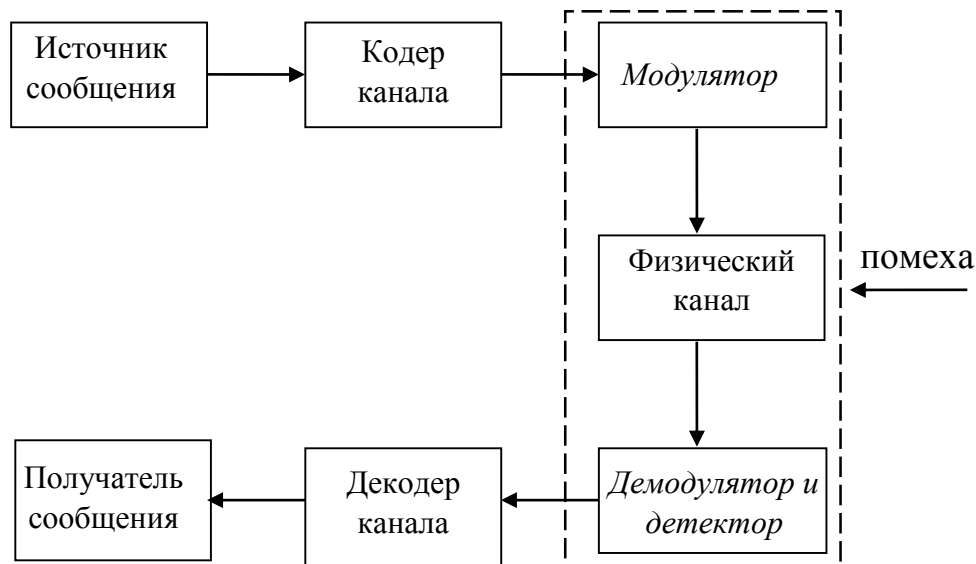 Источник
сообщения
Кодер
канала
Модулятор
Физический
канал
помеха
Получатель
сообщения
Декодер
канала
Демодулятор и
детектор